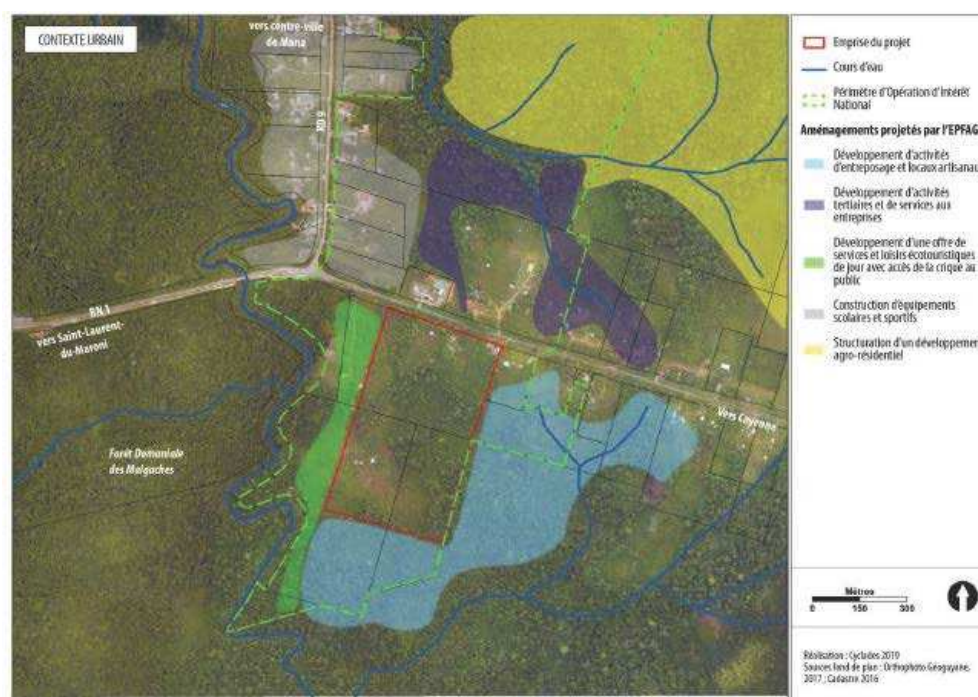 CONTEXTE URBAIN
vers centre-ville
de Mana
RD 9
RN 1
vers Saint-Laurent-
du-Maroni
Vers Cayenne
Forêt Domaniale
des Malgaches
Emprise du projet
Cours d'eau
Périmètre d'Opération d'Intérêt
National
Aménagements projetés par l'EPFAG
Développement d'activités
d'entreposage et locaux artisanau
Développement d'activités
tertiaires et de services aux
entreprises
Développement d'une offre de
services et loisirs écotouristiques
de jour avec accès de la crique au
public
Construction d'équipements
scolaires et sportifs
Structuration d'un développemen
agro-résidentiel
Mètres
0 150 300
Réalisation : Cyclades 2019
Sources fond de plan : Orthophoto Géoguyane,
2017 ; Cadastre 2016